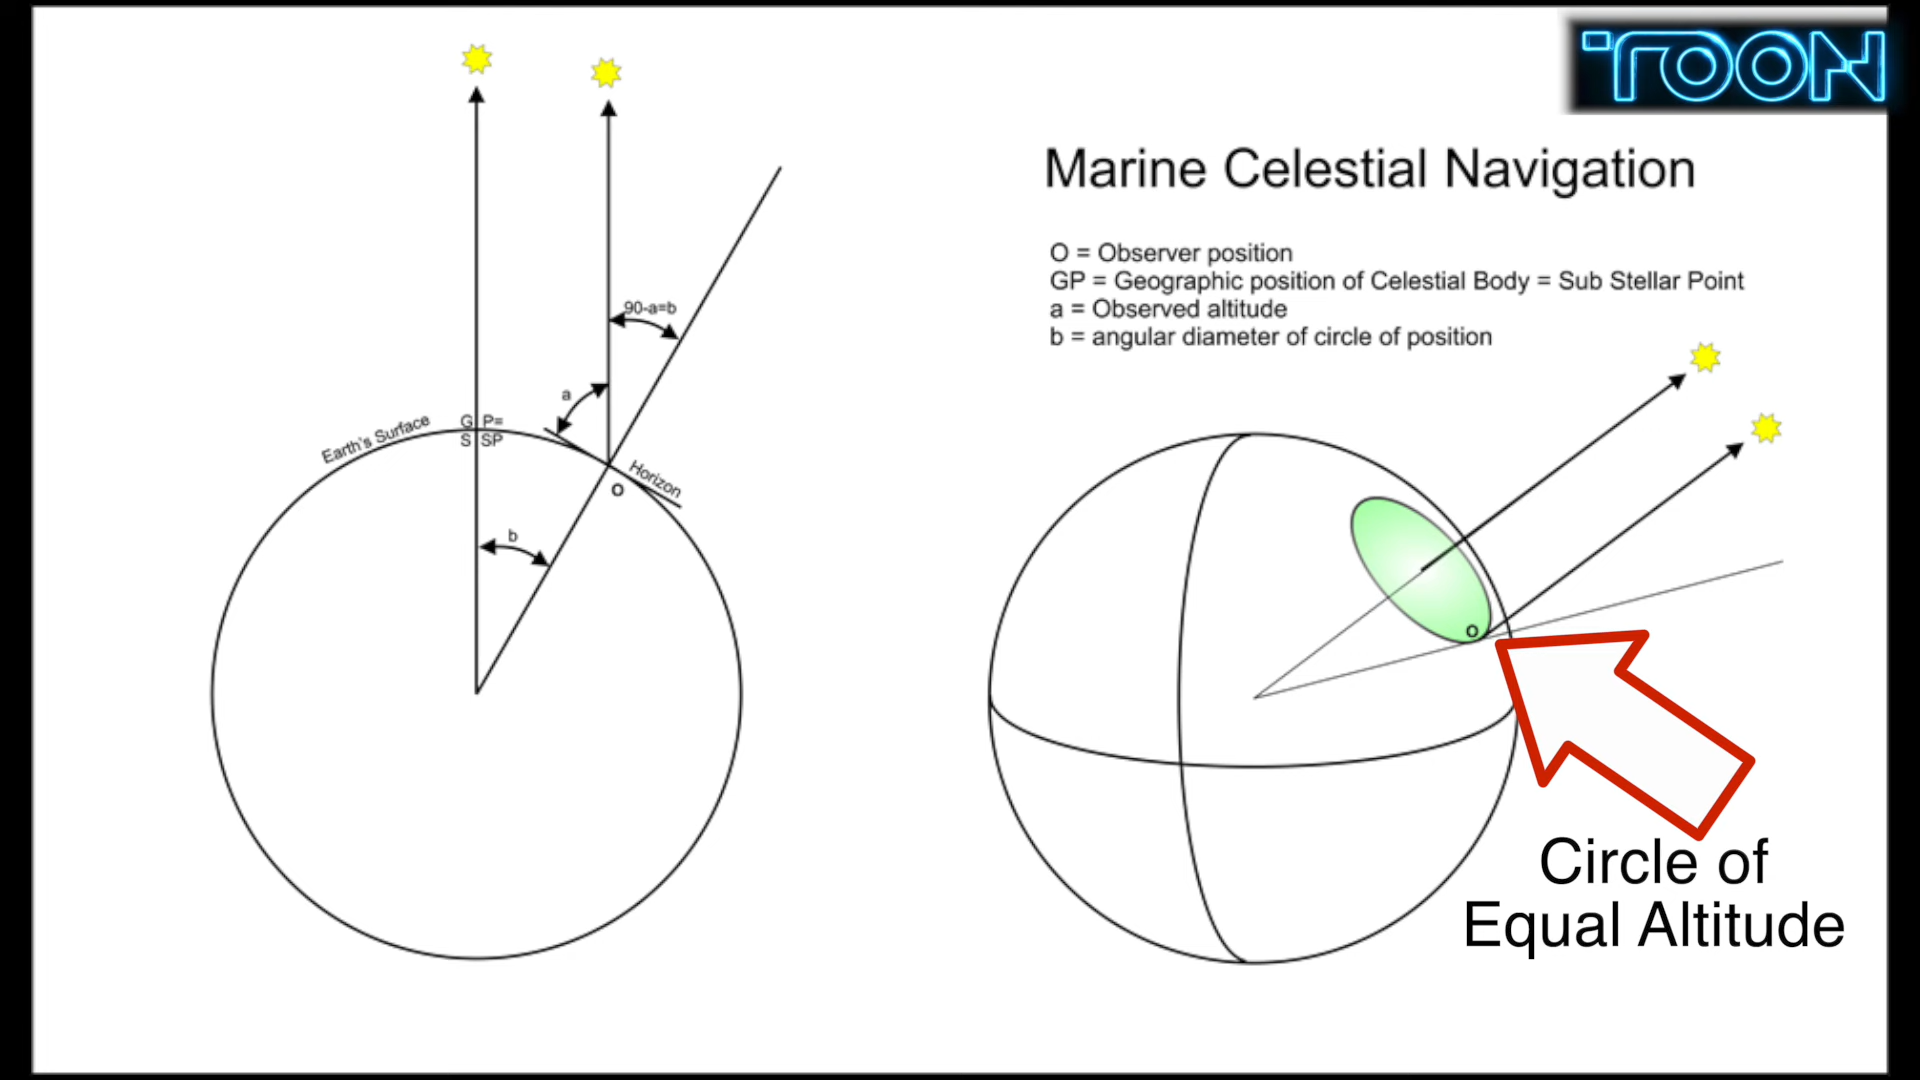 TOON
Marine Celestial Navigation
O = Observer position
GP = Geographic position of Celestial Body = Sub Stellar Point
a = Observed altitude
b = angular diameter of circle of position
90-a=b
a
Earth's Surface
G P=
S SP
Horizon
O
b
O
Circle of
Equal Altitude